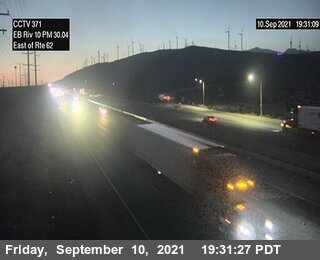 CCTV 371
EB Riv 10 PM 30.04
East of Rte 62
10.Sep 2021 19:31:09
Friday, September 10, 2021 19:31:27 PDT